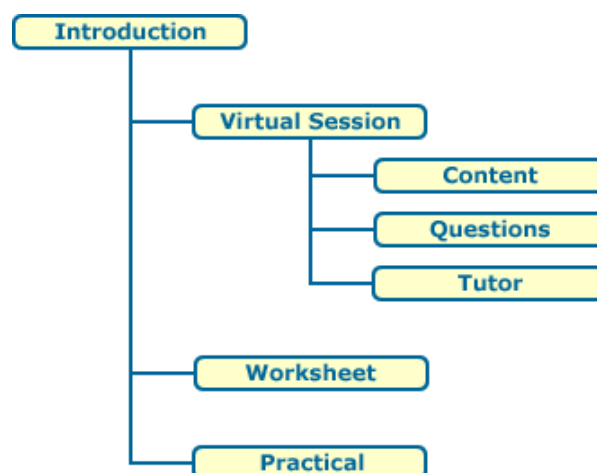 Introduction
Virtual Session
Content
Questions
Tutor
Worksheet
Practical